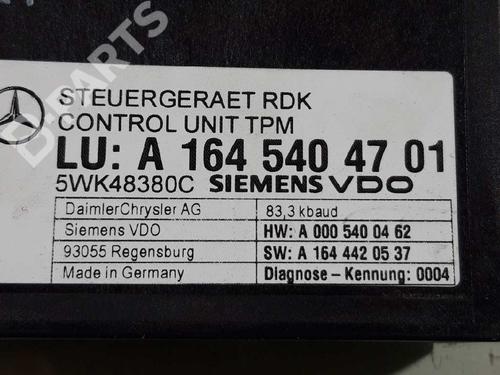 B-PARTS
STEUERGERAET RDK
CONTROL UNIT TPM
LU: A 164 540 47 01
5WK48380C SIEMENS VDO
DaimlerChrysler AG 83,3 kbaud
Siemens VDO HW: A 000 540 04 62
93055 Regensburg SW: A 164 442 05 37
Made in Germany Diagnose - Kennung: 0004